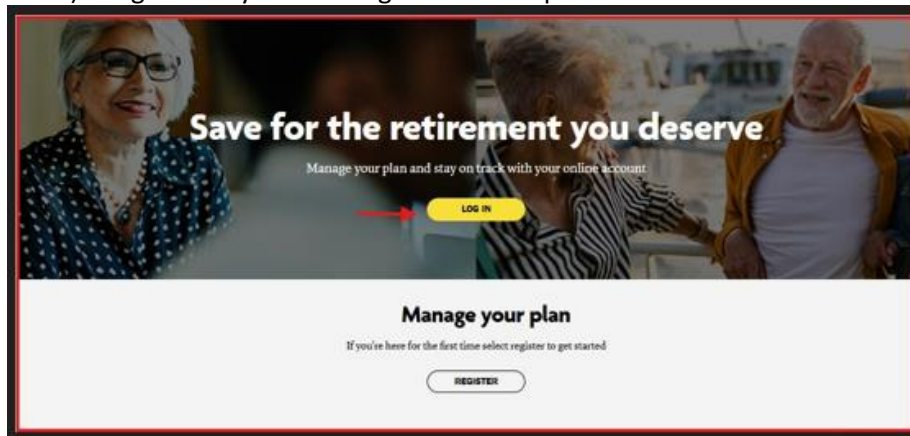 Save for the retirement you deserve
Manage your plan and stay on track with your online account
LOG IN
Manage your plan
If you're here for the first time select register to get started
REGISTER